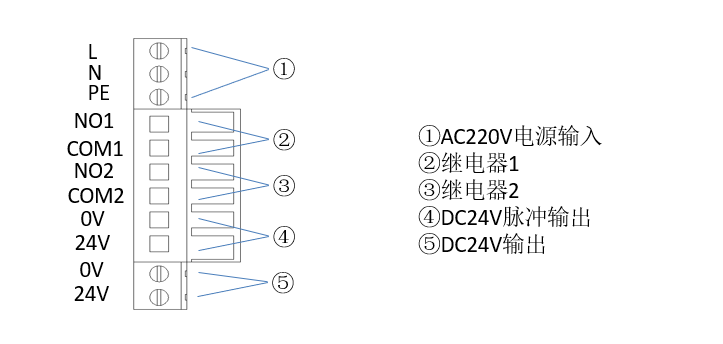 L
N
PE
①
NO1
COM1
②
NO2
COM2
③
0V
24V
④
0V
24V
⑤
①AC220V电源输入
②继电器1
③继电器2
④DC24V脉冲输出
⑤DC24V输出